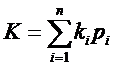 K = \sum_{i=1}^{n} k_i p_i